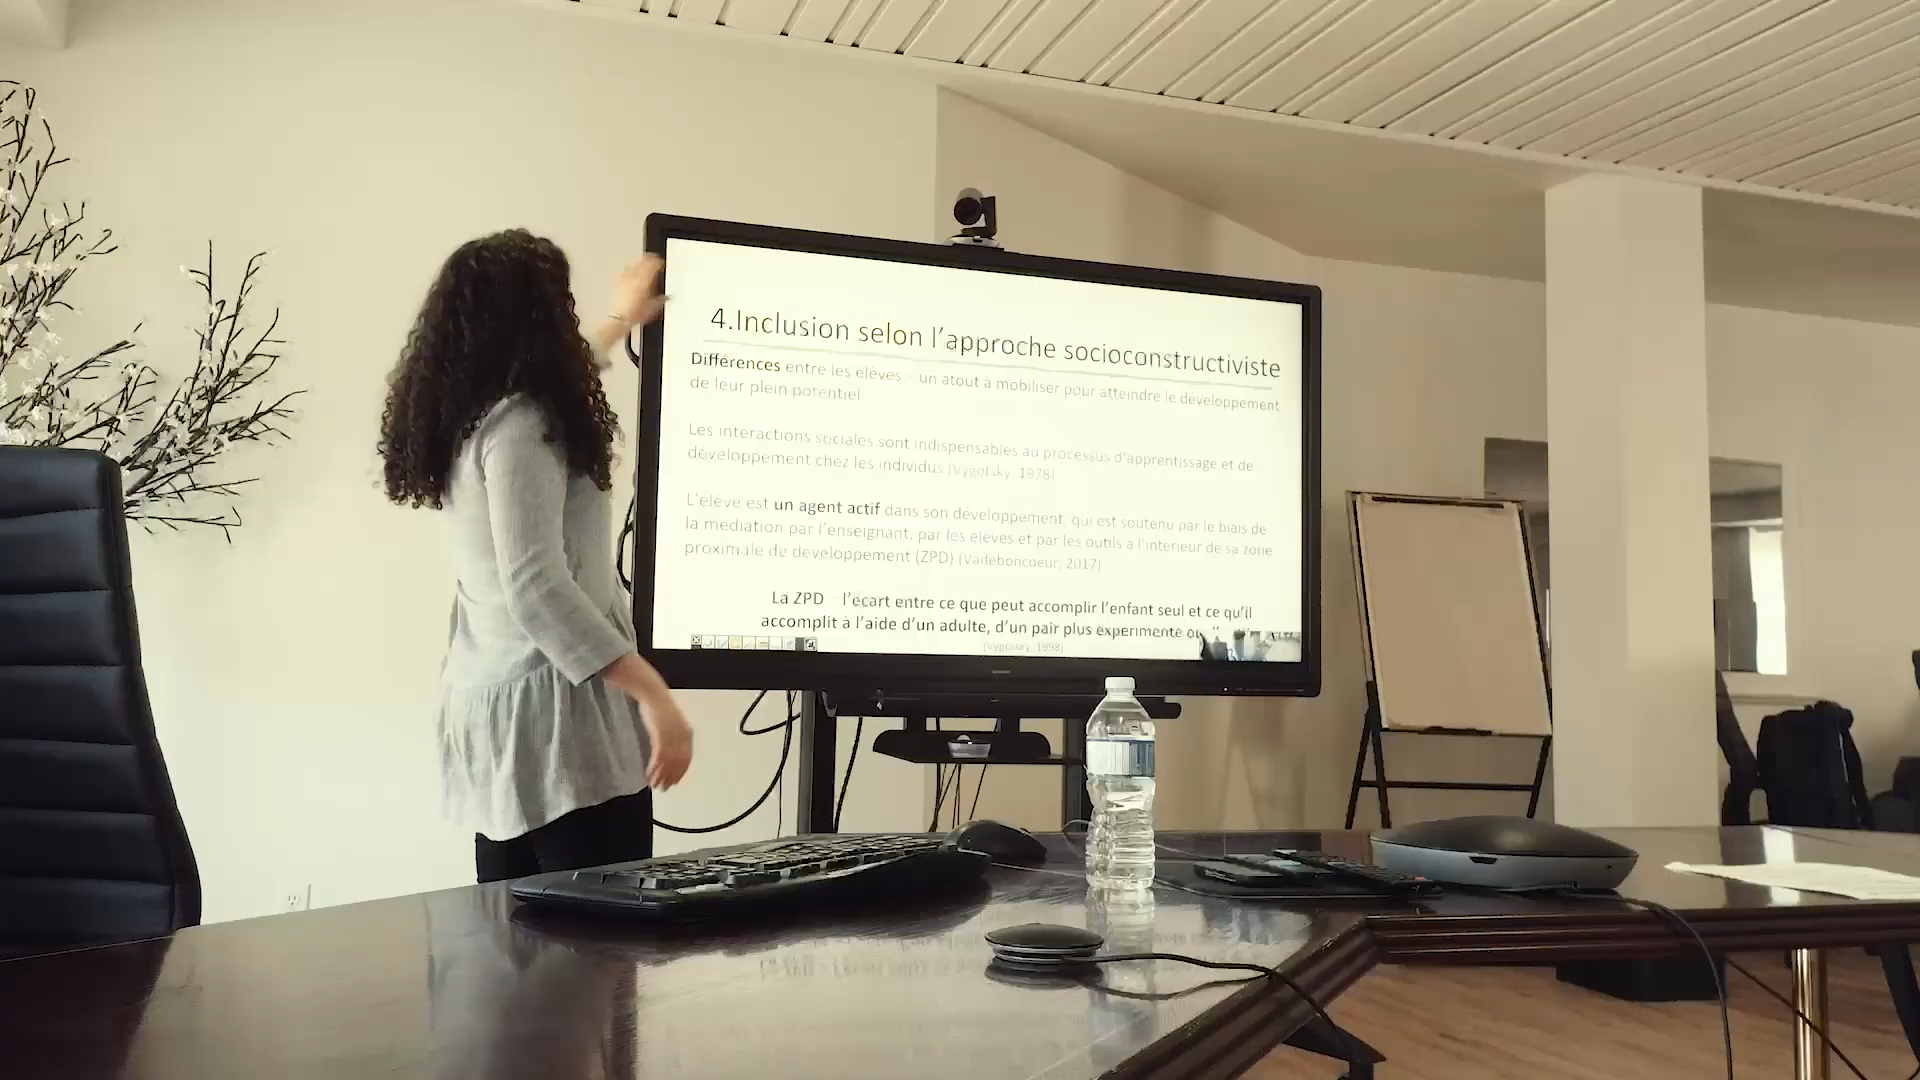 4.Inclusion selon l'approche socioconstructiviste
Différences entre les élèves – un atout à mobiliser pour atteindre le développement
de leur plein potentiel
Les interactions sociales sont indispensables au processus d'apprentissage et de
développement chez les individus (Vygotsky, 1978)
L'élève est un agent actif dans son développement, qui est soutenu par le biais de
la médiation par l'enseignant, par les élèves et par les outils à l'intérieur de sa zone
proximale de développement (ZPD) (Vadeboncoeur, 2017)
La ZPD – l'écart entre ce que peut accomplir l'enfant seul et ce qu'il
accomplit à l'aide d'un adulte, d'un pair plus expérimenté ou